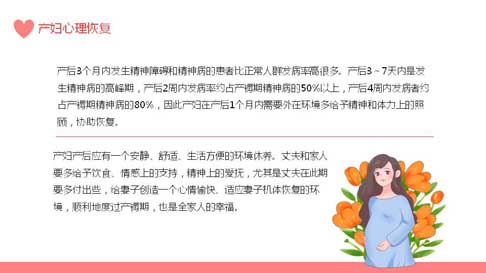 产妇心理恢复
产后3个月内发生精神障碍和精神病的患者比正常人群发病率高很多。产后3～7天内是发
生精神病的高峰期，产后2周内发病率约占产褥期精神病的50%以上，产后4周内发病者约
占产褥期精神病的80%，因此产妇在产后1个月内需要外在环境多给予精神和体力上的照
顾，协助恢复。
产妇产后应有一个安静、舒适、生活方便的环境休养。丈夫和家人
要多给予饮食、情感上的支持，精神上的爱抚，尤其是丈夫在此期
要多付出些，给妻子创造一个心情愉快、适应妻子机体恢复的环
境，顺利地度过产褥期，也是全家人的幸福。